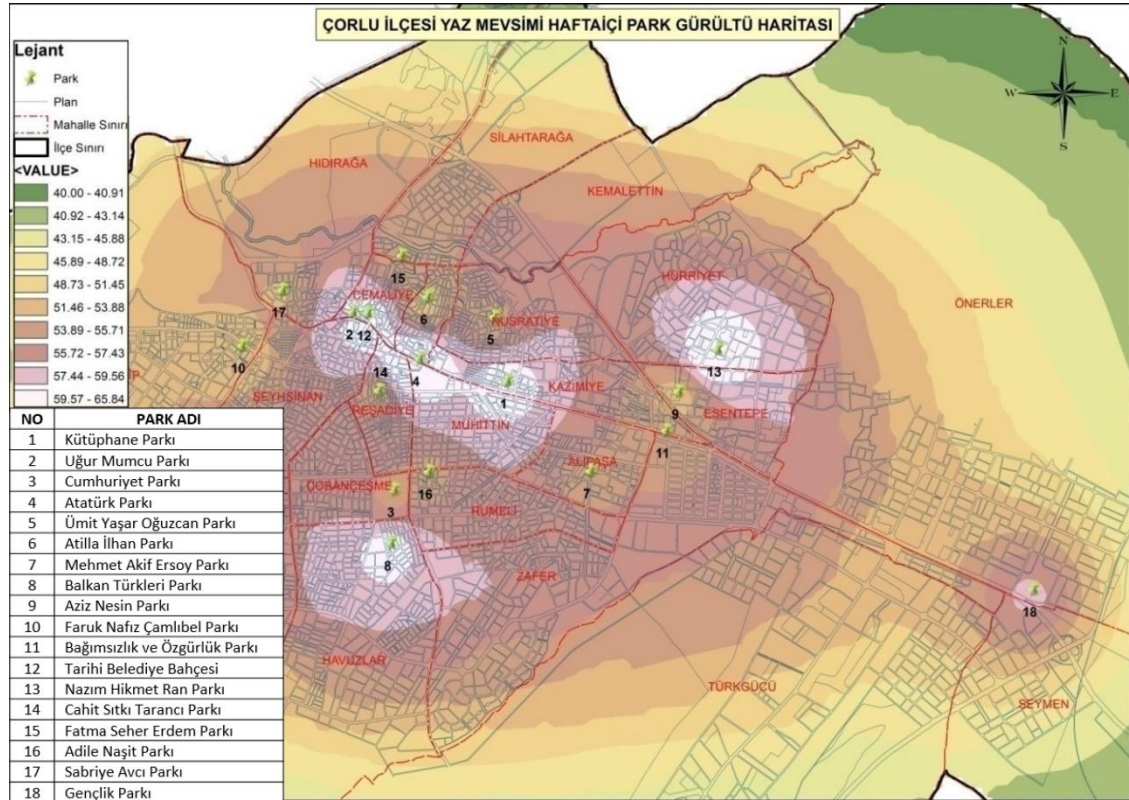 ÇORLU İLÇESİ YAZ MEVSİMİ HAFTAİÇİ PARK GÜRÜLTÜ HARİTASI
Lejant
Park
Plan
Mahalle Sınırı
İlçe Sınırı
<VALUE>
40.00 - 40.91
40.92 - 43.14
43.15 - 45.88
45.89 - 48.72
48.73 - 51.45
51.46 - 53.88
53.89 - 55.71
55.72 - 57.43
57.44 - 59.56
59.57 - 65.84
NO PARK ADI
1 Kütüphane Parkı
2 Uğur Mumcu Parkı
3 Cumhuriyet Parkı
4 Atatürk Parkı
5 Ümit Yaşar Oğuzcan Parkı
6 Atilla İlhan Parkı
7 Mehmet Akif Ersoy Parkı
8 Balkan Türkleri Parkı
9 Aziz Nesin Parkı
10 Faruk Nafız Çamlıbel Parkı
11 Bağımsızlık ve Özgürlük Parkı
12 Tarihi Belediye Bahçesi
13 Nazım Hikmet Ran Parkı
14 Cahit Sıtkı Tarancı Parkı
15 Fatma Seher Erdem Parkı
16 Adile Naşit Parkı
17 Sabriye Avcı Parkı
18 Gençlik Parkı
N
W E
S
SİLAHTARAĞA
HIDIRAĞA
KEMALETTİN
HÜRRİYET
ÖNERLER
15
CEMALİYE
17
6
NUSRATİYE
2 12
5
10
13
4
14
KAZIMİYE
ŞEYHSİNAN
REŞADİYE
1
9
ESENTEPE
MUHİTTİN
11
ALİPAŞA
16
7
ÇOBANÇEŞME
3
RUMELİ
8
ZAFER
18
HAVUZLAR
TÜRKGÜCÜ
SEYMEN